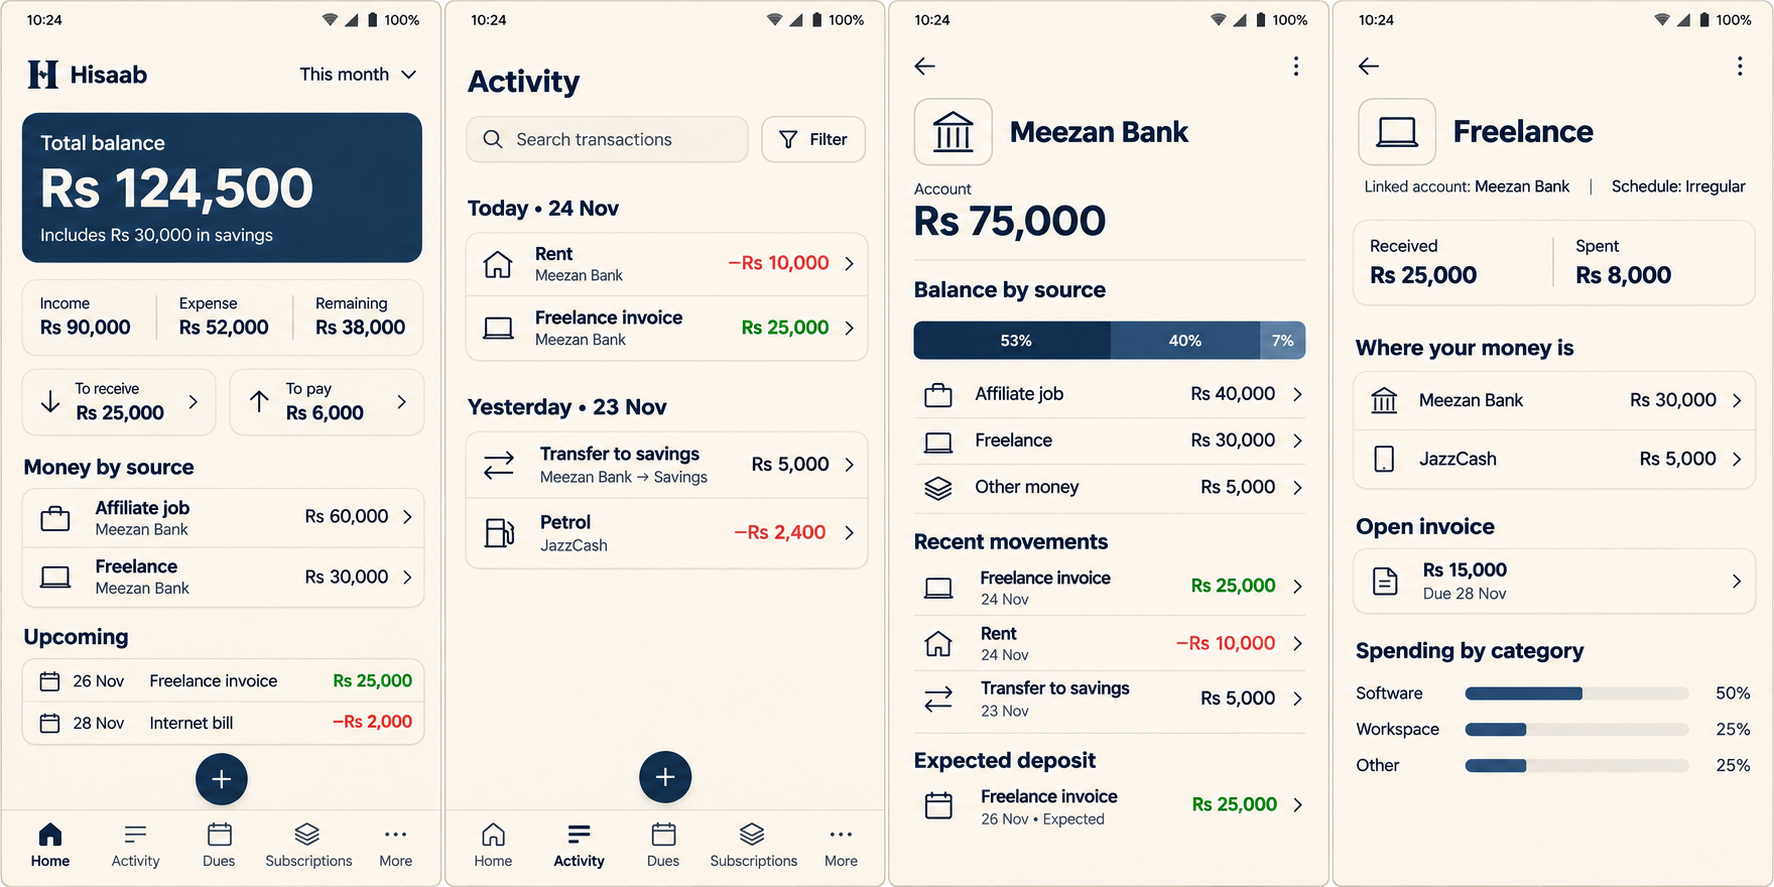 10:24
100%
Hisaab
This month
Total balance
Rs 124,500
Includes Rs 30,000 in savings
Income
Rs 90,000
Expense
Rs 52,000
Remaining
Rs 38,000
To receive
Rs 25,000
To pay
Rs 6,000
Money by source
Affiliate job
Meezan Bank
Rs 60,000
Freelance
Meezan Bank
Rs 30,000
Upcoming
26 Nov Freelance invoice Rs 25,000
28 Nov Internet bill −Rs 2,000
Home Activity Dues Subscriptions More
10:24
100%
Activity
Search transactions
Filter
Today • 24 Nov
Rent
Meezan Bank
−Rs 10,000
Freelance invoice
Meezan Bank
Rs 25,000
Yesterday • 23 Nov
Transfer to savings
Meezan Bank → Savings
Rs 5,000
Petrol
JazzCash
−Rs 2,400
Home Activity Dues Subscriptions More
10:24
100%
Meezan Bank
Account
Rs 75,000
Balance by source
53% 40% 7%
Affiliate job Rs 40,000
Freelance Rs 30,000
Other money Rs 5,000
Recent movements
Freelance invoice
24 Nov
Rs 25,000
Rent
24 Nov
−Rs 10,000
Transfer to savings
23 Nov
Rs 5,000
Expected deposit
Freelance invoice
26 Nov • Expected
Rs 25,000
10:24
100%
Freelance
Linked account: Meezan Bank | Schedule: Irregular
Received
Rs 25,000
Spent
Rs 8,000
Where your money is
Meezan Bank Rs 30,000
JazzCash Rs 5,000
Open invoice
Rs 15,000
Due 28 Nov
Spending by category
Software 50%
Workspace 25%
Other 25%